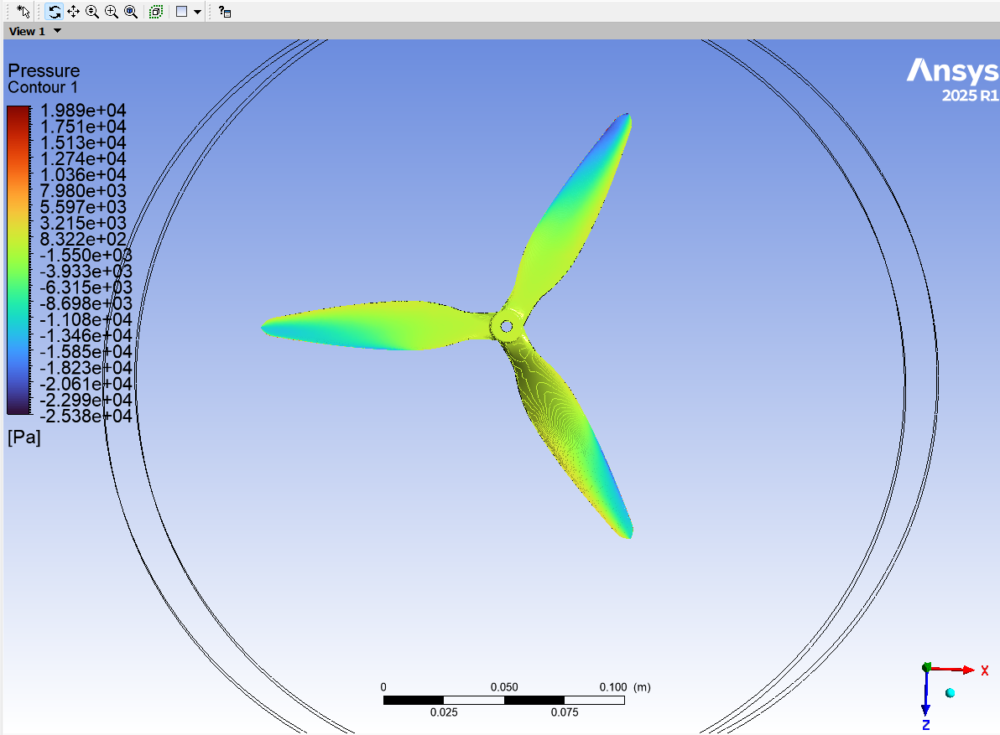 View 1
Ansys
2025 R1
Pressure
Contour 1
1.989e+04
1.751e+04
1.513e+04
1.274e+04
1.036e+04
7.980e+03
5.597e+03
3.215e+03
8.322e+02
-1.550e+03
-3.933e+03
-6.315e+03
-8.698e+03
-1.108e+04
-1.346e+04
-1.585e+04
-1.823e+04
-2.061e+04
-2.299e+04
-2.538e+04
[Pa]
0 0.050 0.100 (m)
0.025 0.075
X
Z